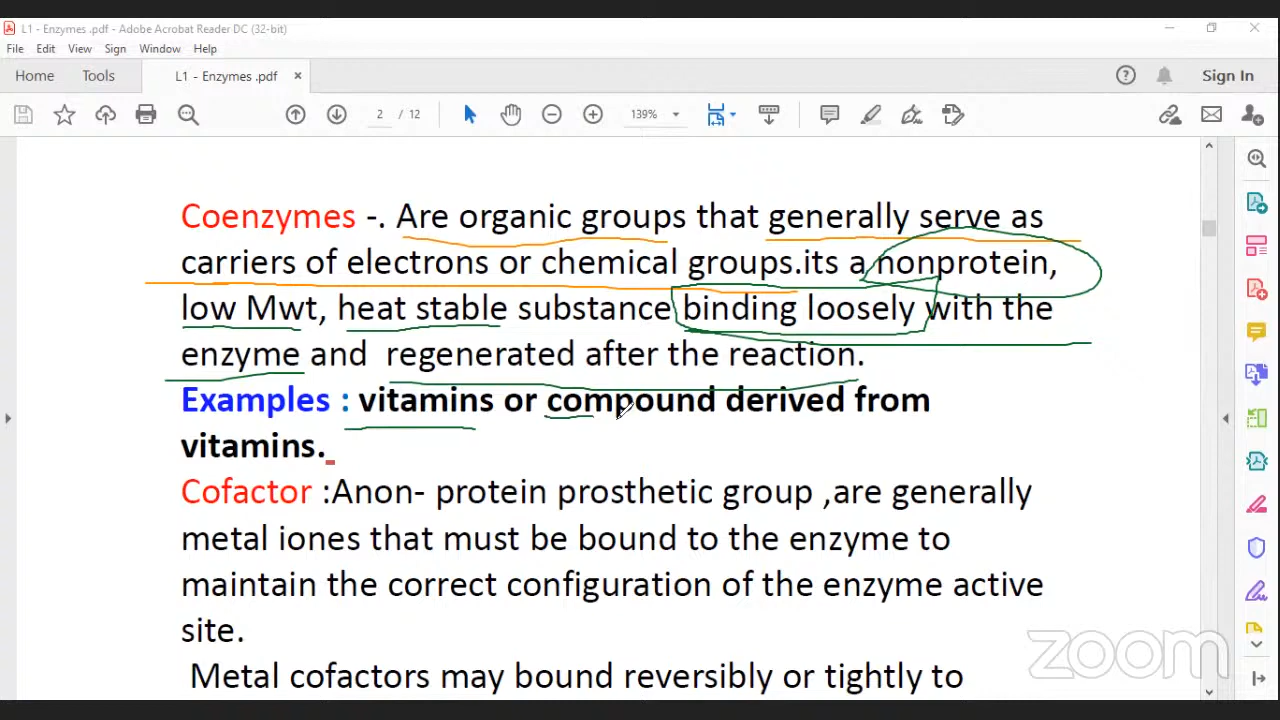 L1 - Enzymes .pdf - Adobe Acrobat Reader DC (32-bit)
File Edit View Sign Window Help
Home Tools L1 - Enzymes .pdf × Sign In
2 / 12 139%
Coenzymes -. Are organic groups that generally serve as
carriers of electrons or chemical groups.its a nonprotein,
low Mwt, heat stable substance binding loosely with the
enzyme and regenerated after the reaction.
Examples : vitamins or compound derived from
vitamins.
Cofactor :Anon- protein prosthetic group ,are generally
metal iones that must be bound to the enzyme to
maintain the correct configuration of the enzyme active
site.
Metal cofactors may bound reversibly or tightly to
zoom